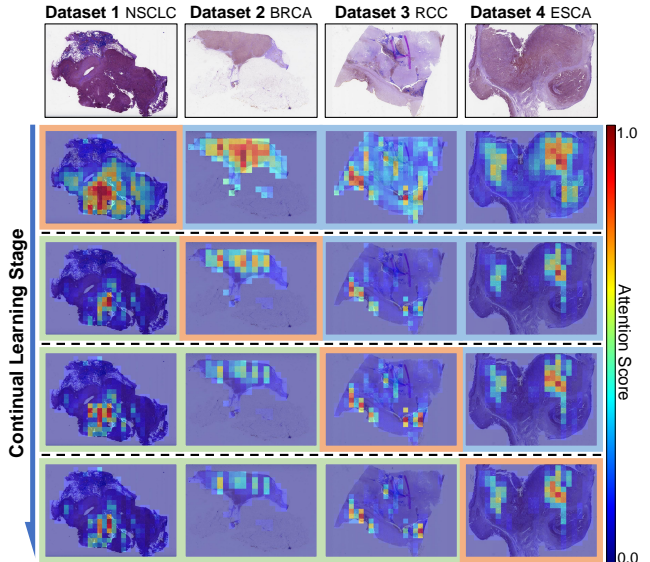 Dataset 1 NSCLC
Dataset 2 BRCA
Dataset 3 RCC
Dataset 4 ESCA
Continual Learning Stage
1.0
Attention Score
0.0